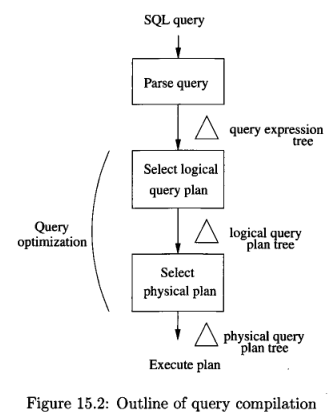 SQL query
Parse query
query expression
tree
Select logical
query plan
Query
optimization
logical query
plan tree
Select
physical plan
physical query
plan tree
Execute plan
Figure 15.2: Outline of query compilation